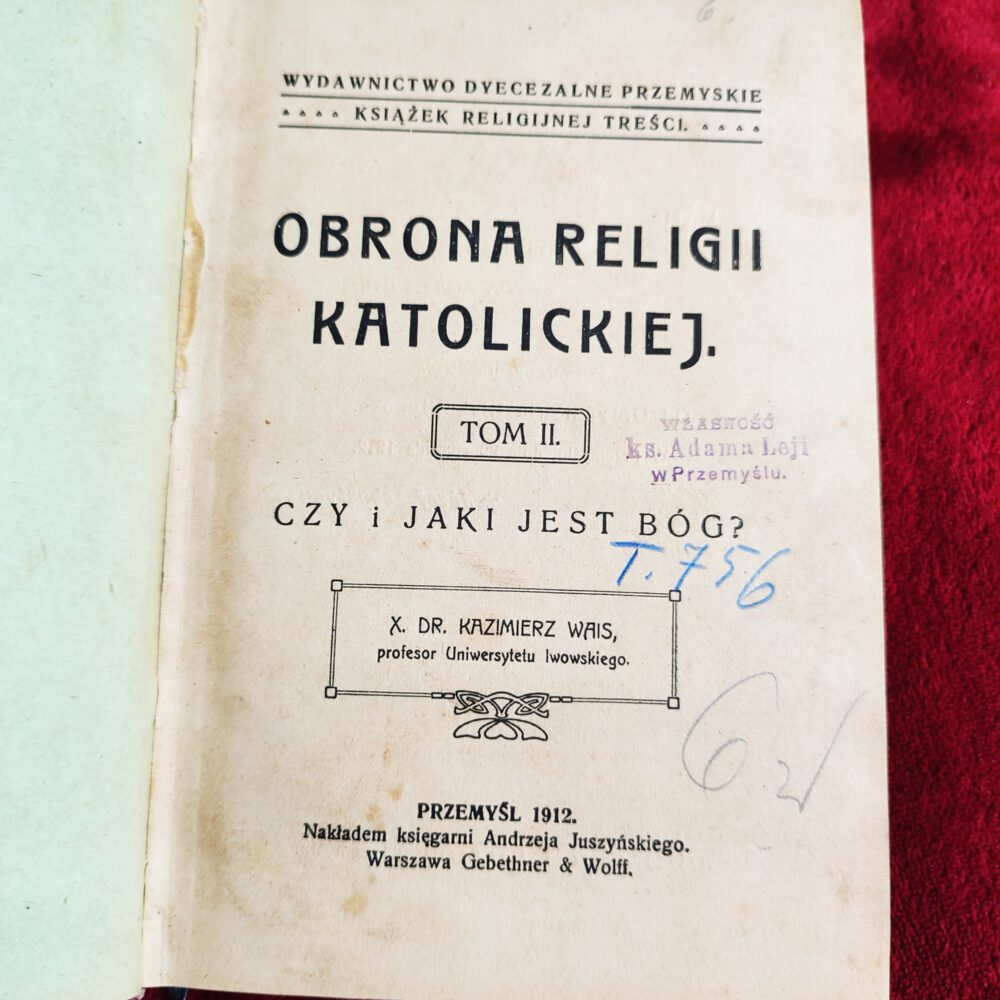 6
WYDAWNICTWO DYECEZALNE PRZEMYSKIE
KSIĄŻEK RELIGIJNEJ TREŚCI.
OBRONA RELIGII
KATOLICKIEJ.
TOM II.
WŁASNOŚĆ
ks. Adama Leji
w Przemyślu.
CZY i JAKI JEST BÓG?
T. 756
X. DR. KAZIMIERZ WAIS,
profesor Uniwersytetu lwowskiego.
PRZEMYŚL 1912.
Nakładem księgarni Andrzeja Juszyńskiego.
Warszawa Gebethner & Wolff.